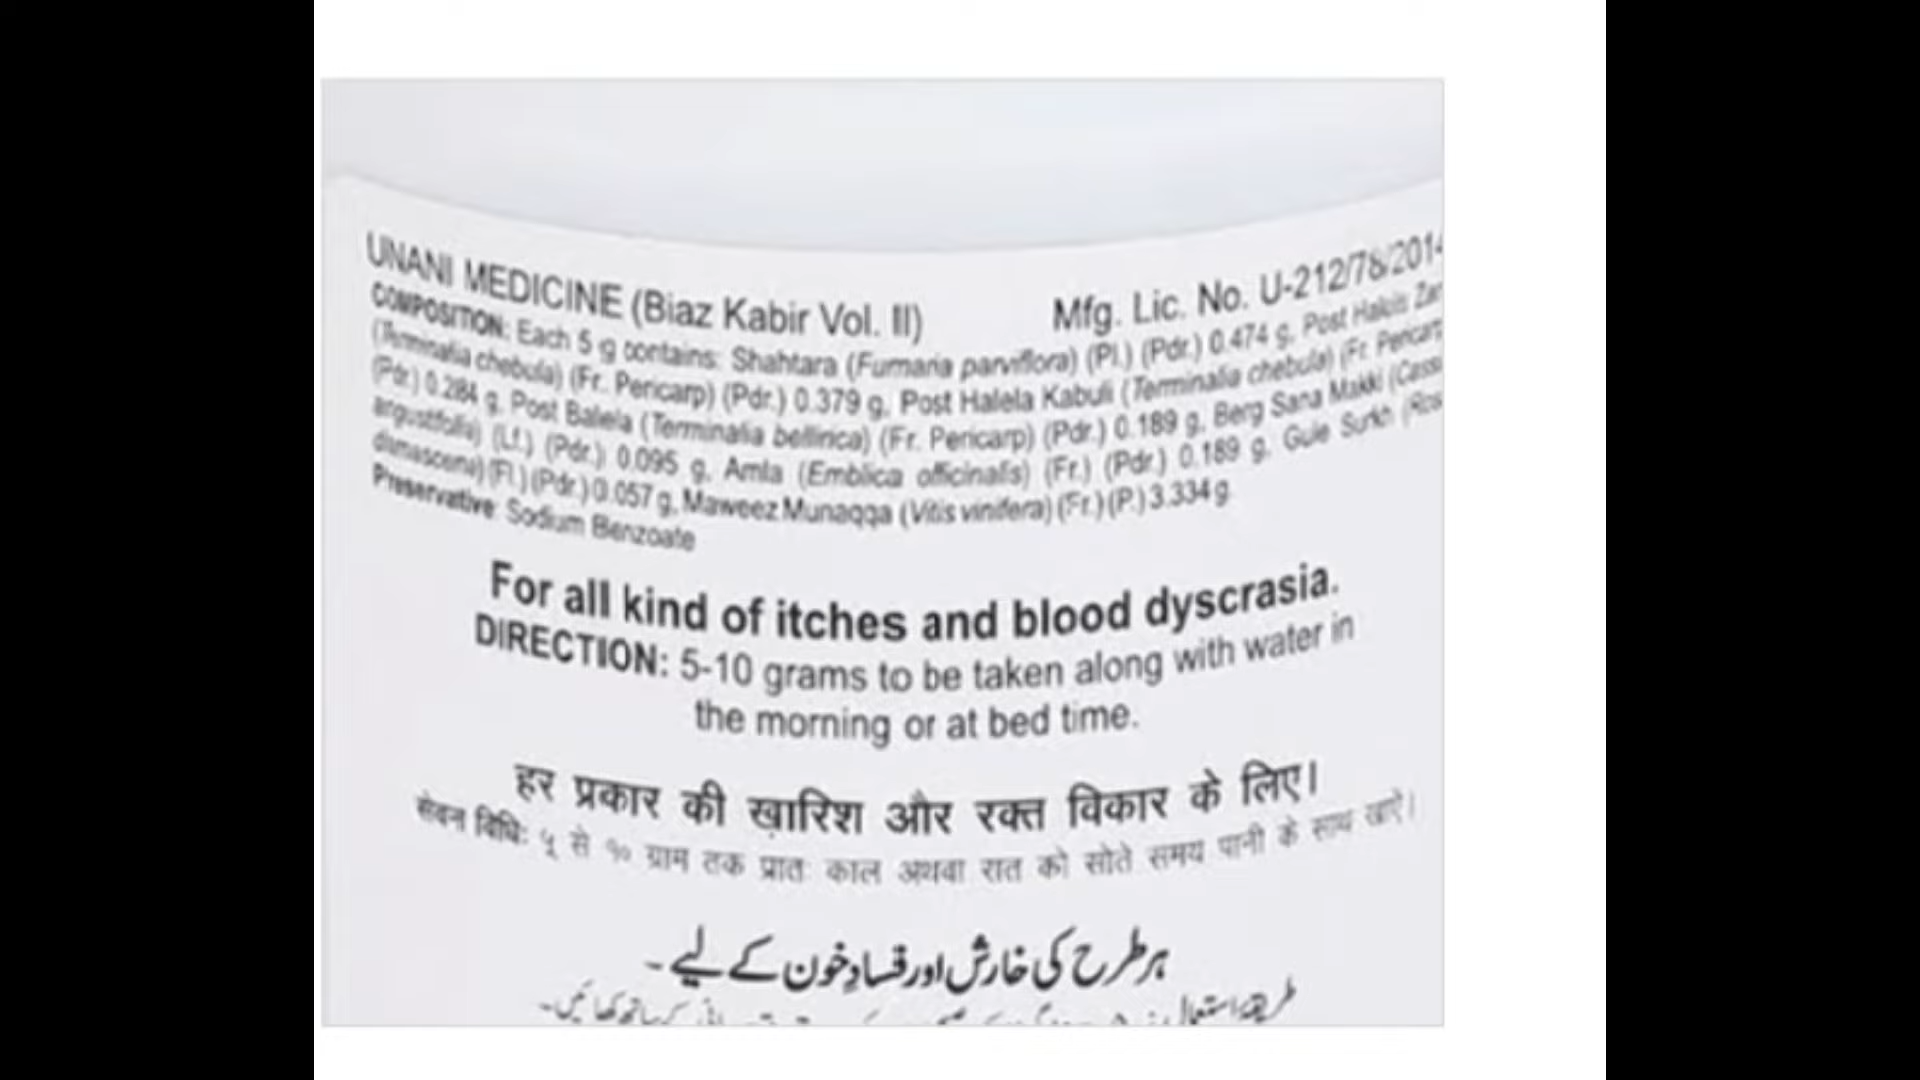 UNANI MEDICINE (Biaz Kabir Vol. II) Mfg. Lic. No. U-212/78/2014
COMPOSITION: Each 5 g contains: Shahtara (Fumaria parviflora) (Pl.) (Pdr.) 0.474 g, Post Halela Zar
(Terminalia chebula) (Fr. Pericarp) (Pdr.) 0.379 g, Post Halela Kabuli (Terminalia chebula) (Fr. Pericarp
(Pdr.) 0.284 g, Post Balela (Terminalia bellirica) (Fr. Pericarp) (Pdr.) 0.189 g, Berg Sana Makki (Cassi
angustifolia) (Lf.) (Pdr.) 0.095 g, Amla (Emblica officinalis) (Fr.) (Pdr.) 0.189 g, Gule Surkh (Ros
damascena) (Fl.) (Pdr.) 0.057 g, Maweez Munaqqa (Vitis vinifera) (Fr.) (P.) 3.334 g
Preservative: Sodium Benzoate
For all kind of itches and blood dyscrasia.
DIRECTION: 5-10 grams to be taken along with water in
the morning or at bed time.
हर प्रकार की खा़रिश और रक्त विकार के लिए।
सेवन विधि: ५ से १० ग्राम तक प्रातः काल अथवा रात को सोते समय पानी के साथ खाऐं।
ہر طرح کی خارش اور فسادِ خون کے لیے ۔
طریقہ استعمال